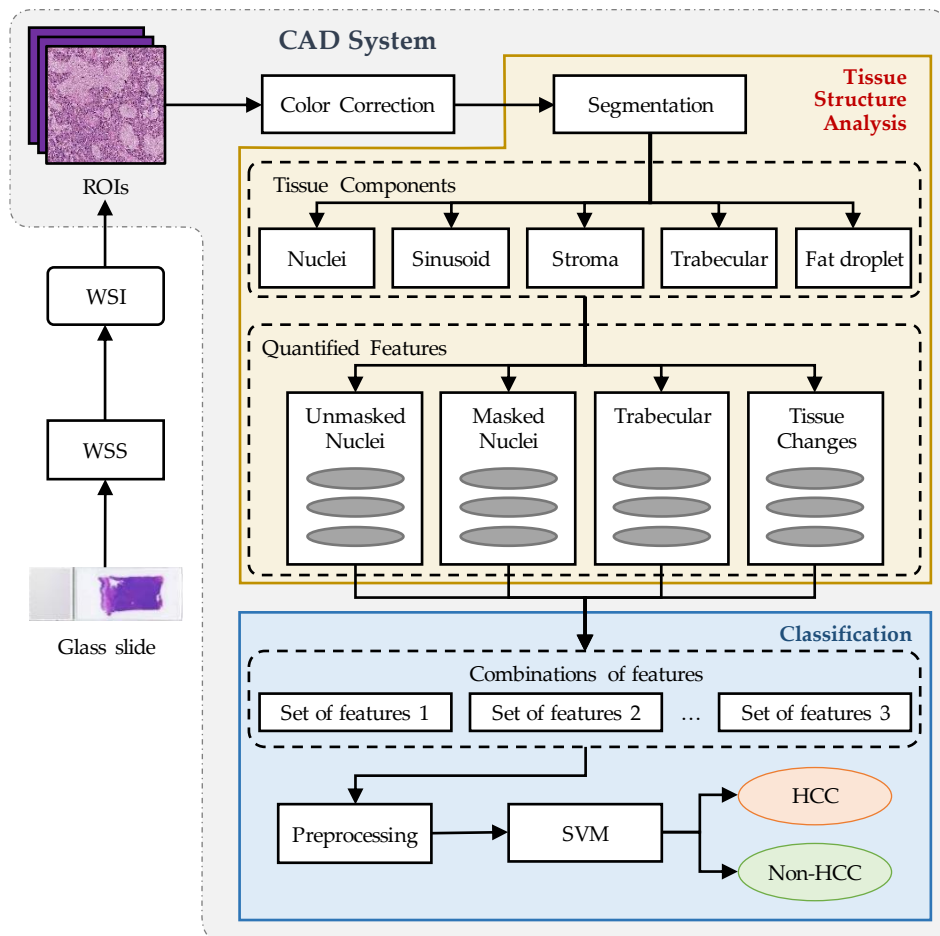 CAD System
ROIs
Color Correction
Segmentation
Tissue
Structure
Analysis
Tissue Components
Nuclei
Sinusoid
Stroma
Trabecular
Fat droplet
WSI
WSS
Glass slide
Quantified Features
Unmasked
Nuclei
Masked
Nuclei
Trabecular
Tissue
Changes
Classification
Combinations of features
Set of features 1
Set of features 2
...
Set of features 3
Preprocessing
SVM
HCC
Non-HCC